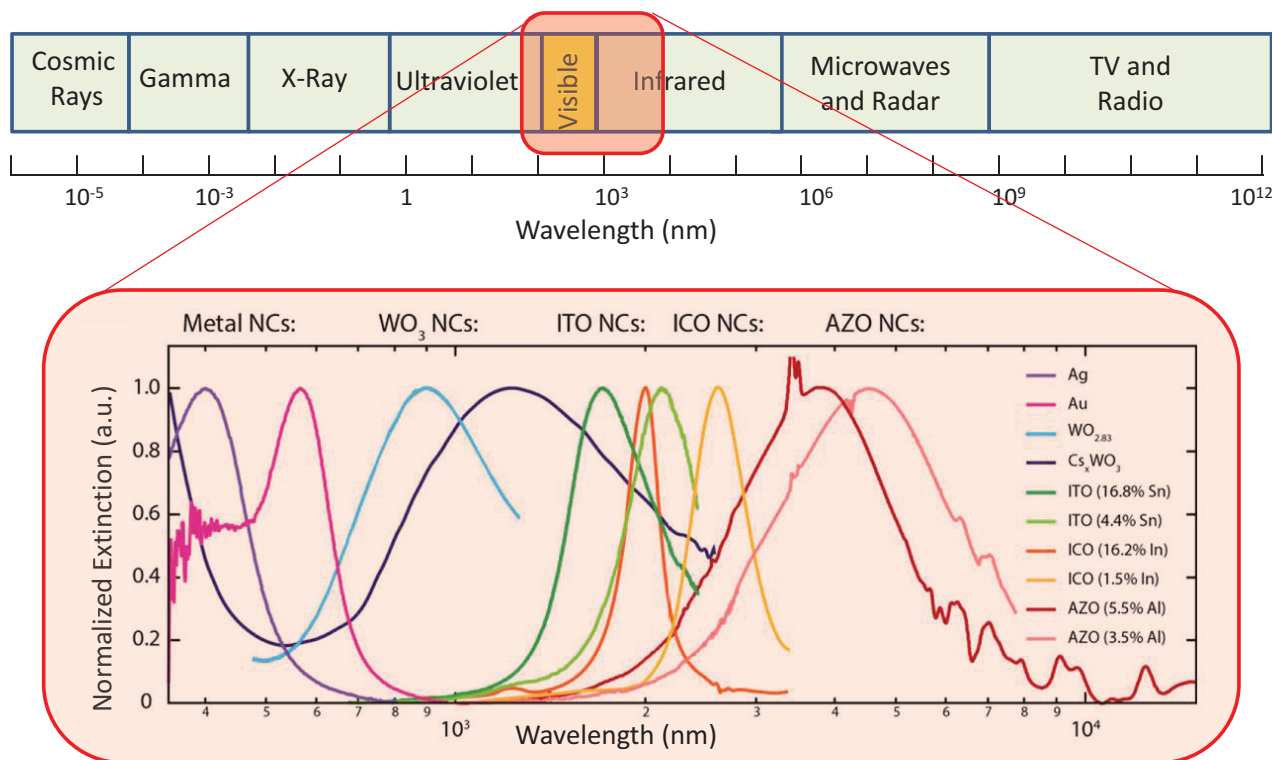 Cosmic Rays
Gamma
X-Ray
Ultraviolet
Visible
Infrared
Microwaves and Radar
TV and Radio
10⁻⁵ 10⁻³ 1 10³ 10⁶ 10⁹ 10¹²
Wavelength (nm)
Metal NCs: WO₃ NCs: ITO NCs: ICO NCs: AZO NCs:
Normalized Extinction (a.u.)
1.0
0.8
0.6
0.4
0.2
0
Ag
Au
WO₂.₈₃
CsₓWO₃
ITO (16.8% Sn)
ITO (4.4% Sn)
ICO (16.2% In)
ICO (1.5% In)
AZO (5.5% Al)
AZO (3.5% Al)
4 5 6 7 8 9 10³ 2 3 4 5 6 7 8 9 10⁴
Wavelength (nm)